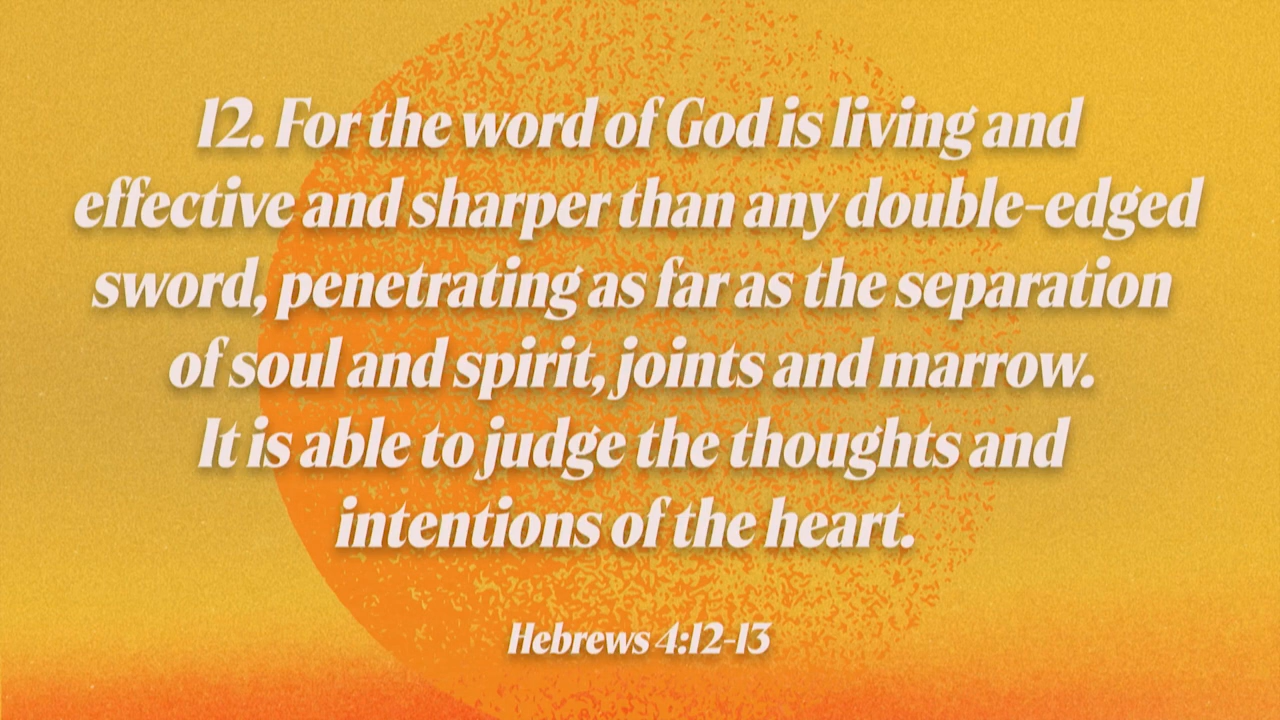 12. For the word of God is living and
effective and sharper than any double-edged
sword, penetrating as far as the separation
of soul and spirit, joints and marrow.
It is able to judge the thoughts and
intentions of the heart.
Hebrews 4:12-13